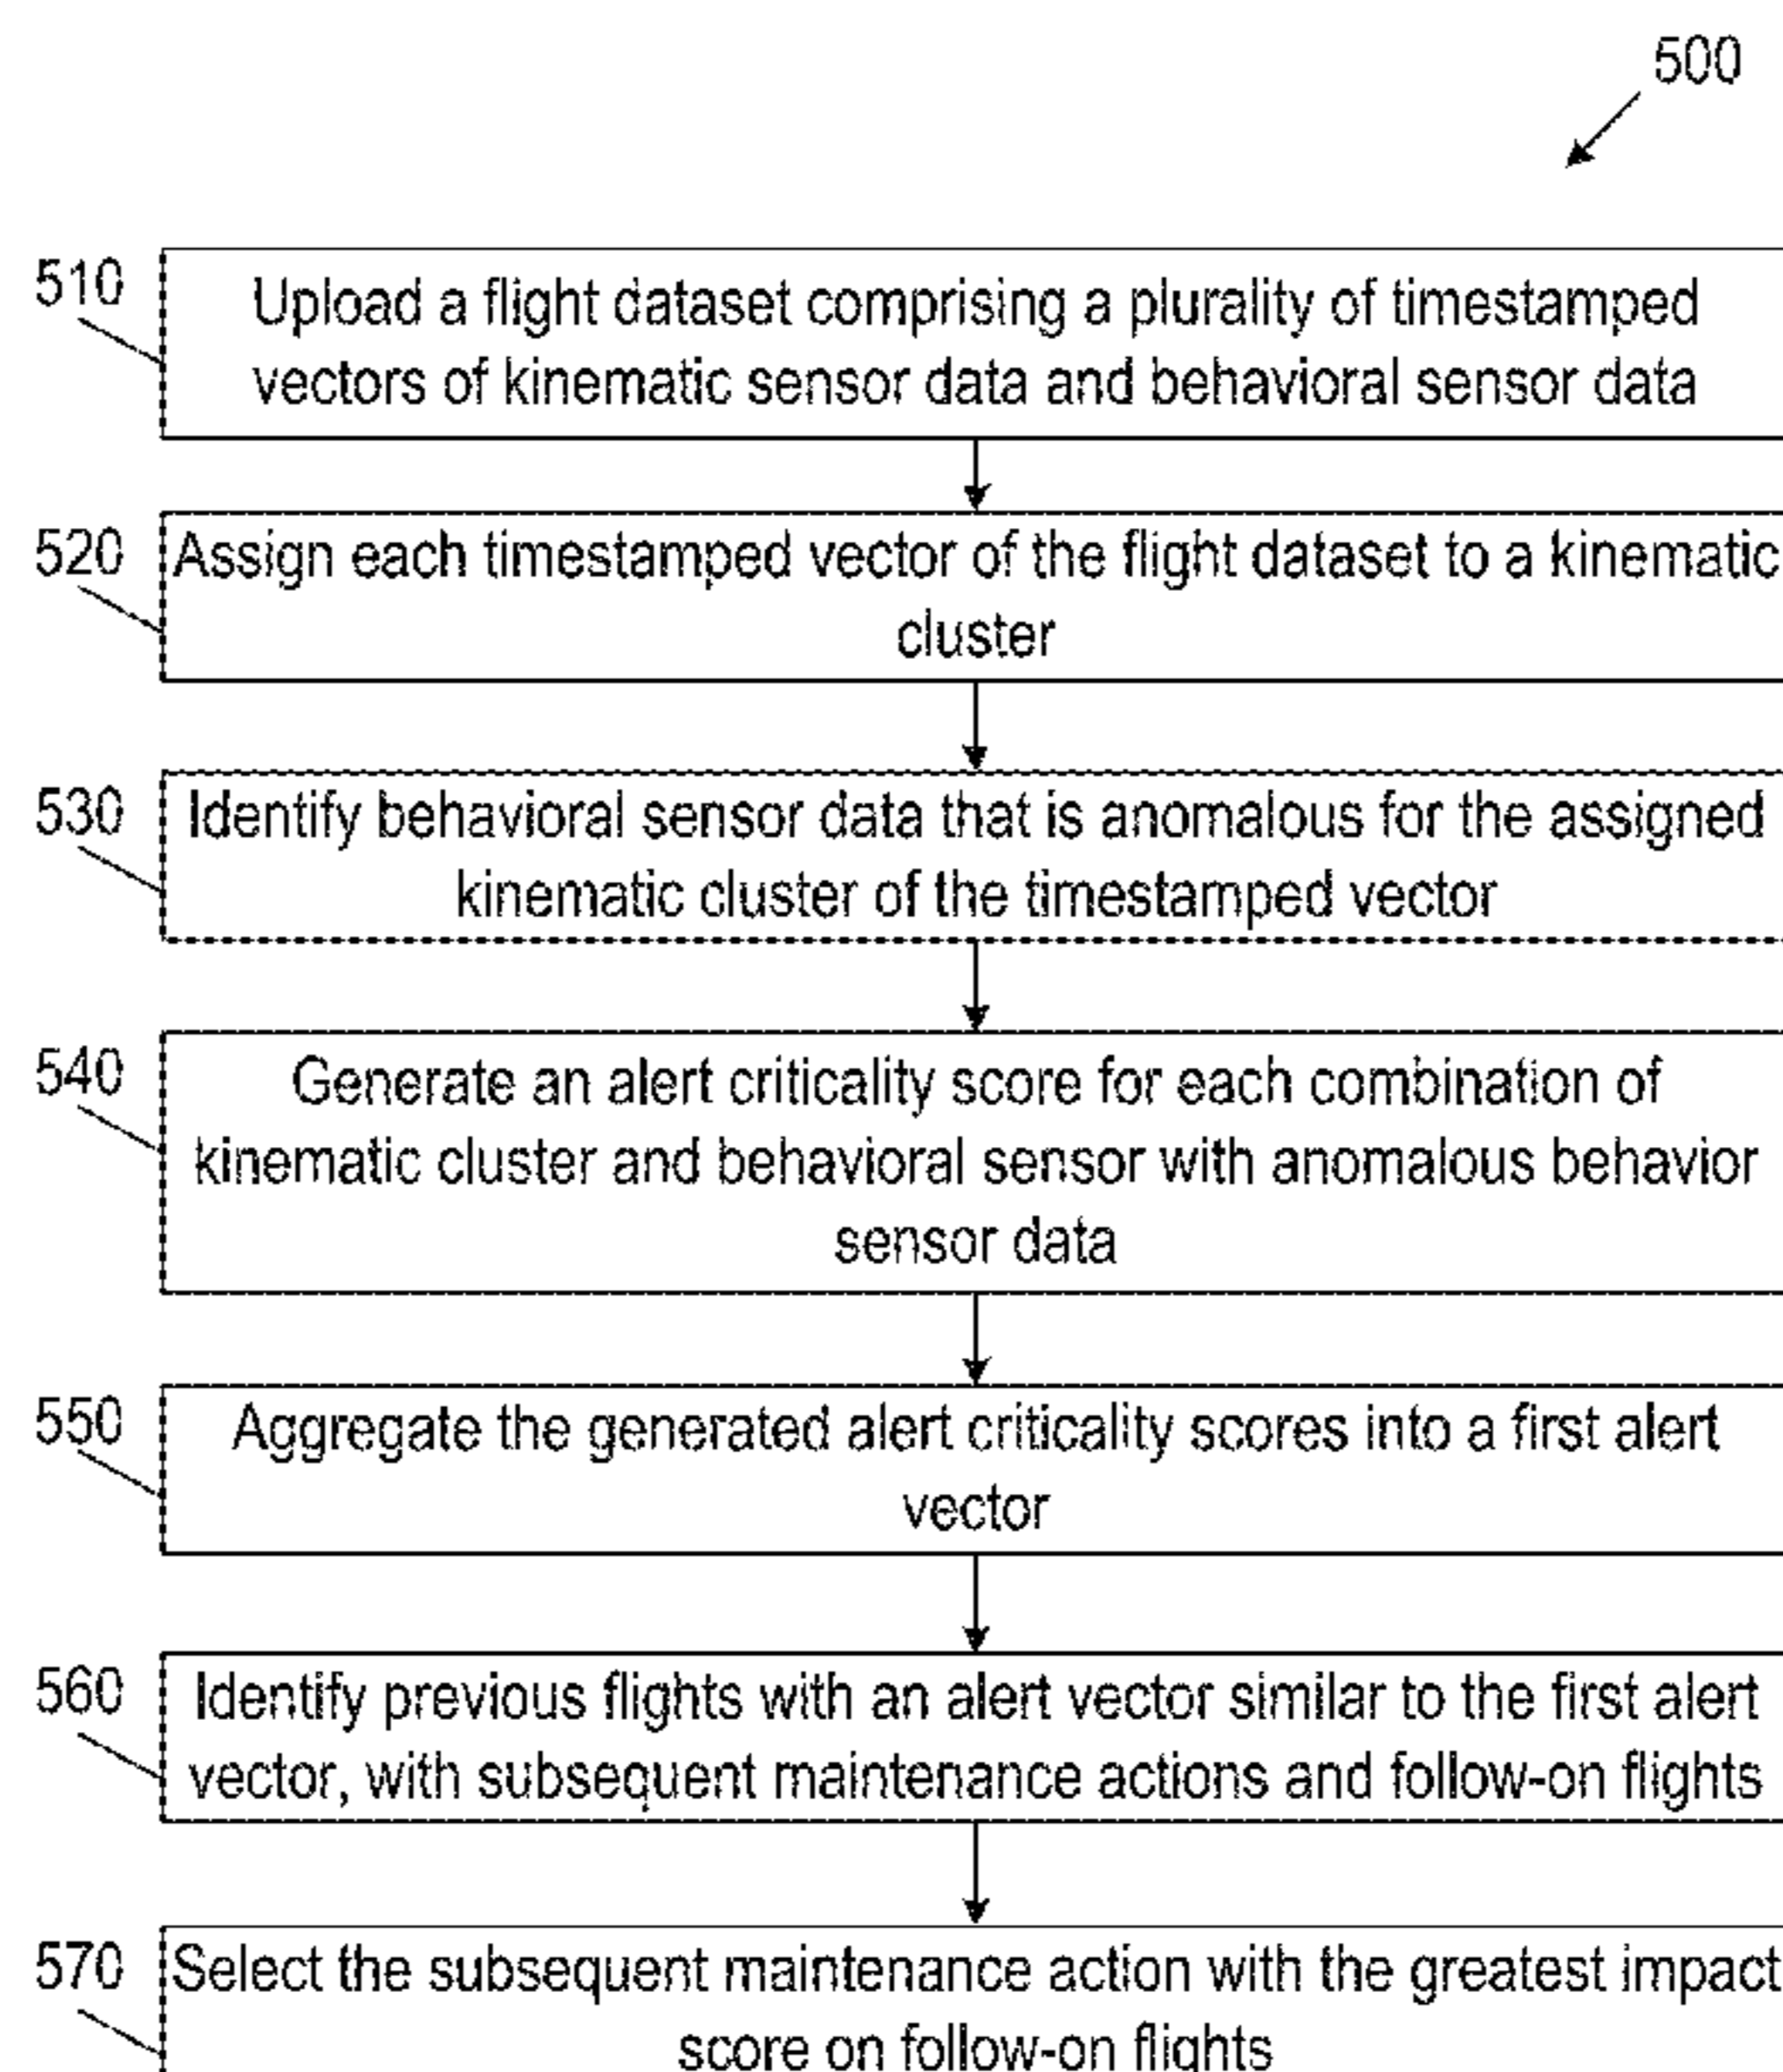 500
510
Upload a flight dataset comprising a plurality of timestamped
vectors of kinematic sensor data and behavioral sensor data
520
Assign each timestamped vector of the flight dataset to a kinematic
cluster
530
Identify behavioral sensor data that is anomalous for the assigned
kinematic cluster of the timestamped vector
540
Generate an alert criticality score for each combination of
kinematic cluster and behavioral sensor with anomalous behavior
sensor data
550
Aggregate the generated alert criticality scores into a first alert
vector
560
Identify previous flights with an alert vector similar to the first alert
vector, with subsequent maintenance actions and follow-on flights
570
Select the subsequent maintenance action with the greatest impact
score on follow-on flights